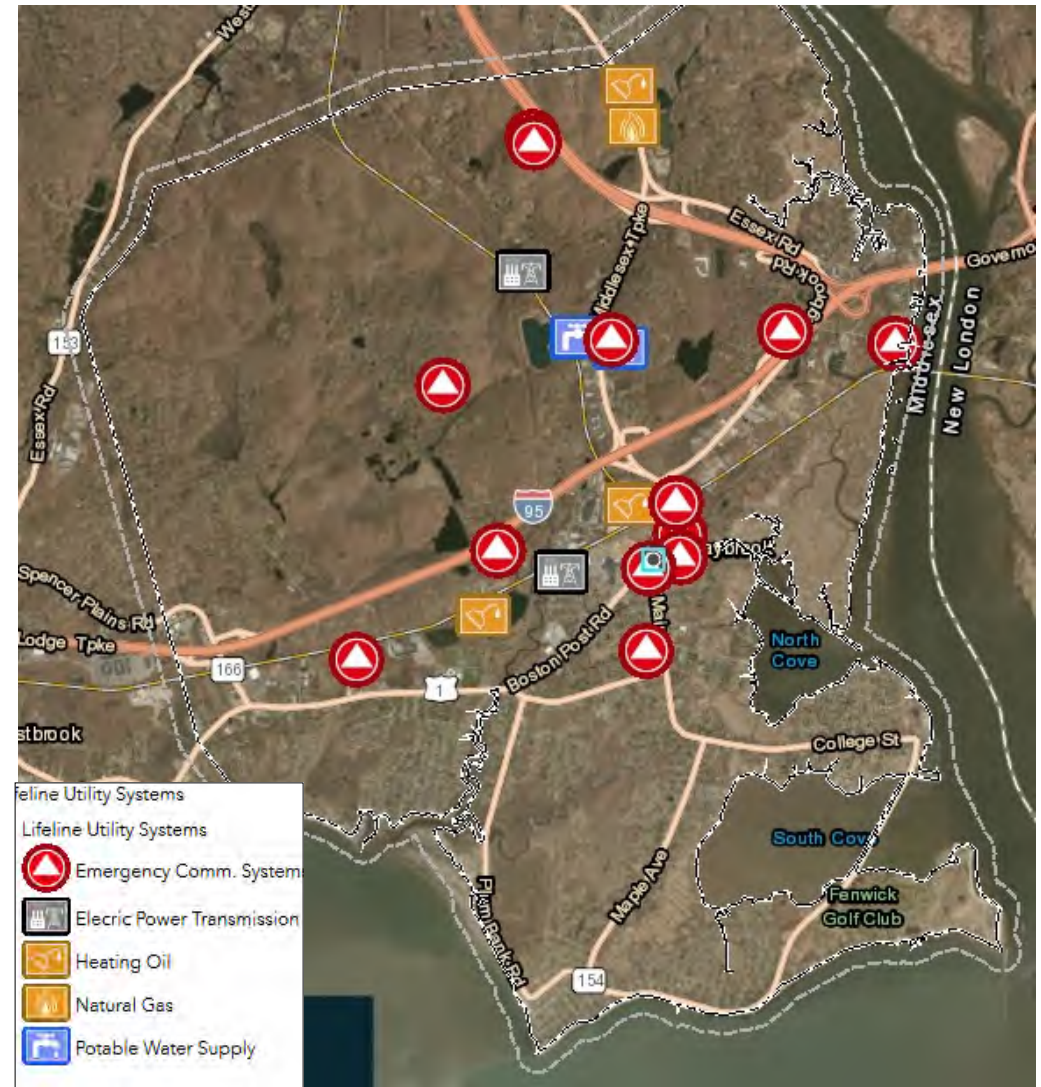 West
Essex Rd
Brook Rd
Middlesex Tpke
Governo
Middlesex
New London
153
Essex Rd
95
aybrook
Spencer Plains Rd
Lodge Tpke
166
1
Boston Post Rd
Mai
North
Cove
stbrook
College St
South Cove
Maple Ave
Plum Bank Rd
Fenwick
Golf Club
154
feline Utility Systems
Lifeline Utility Systems
Emergency Comm. System
Elecric Power Transmission
Heating Oil
Natural Gas
Potable Water Supply